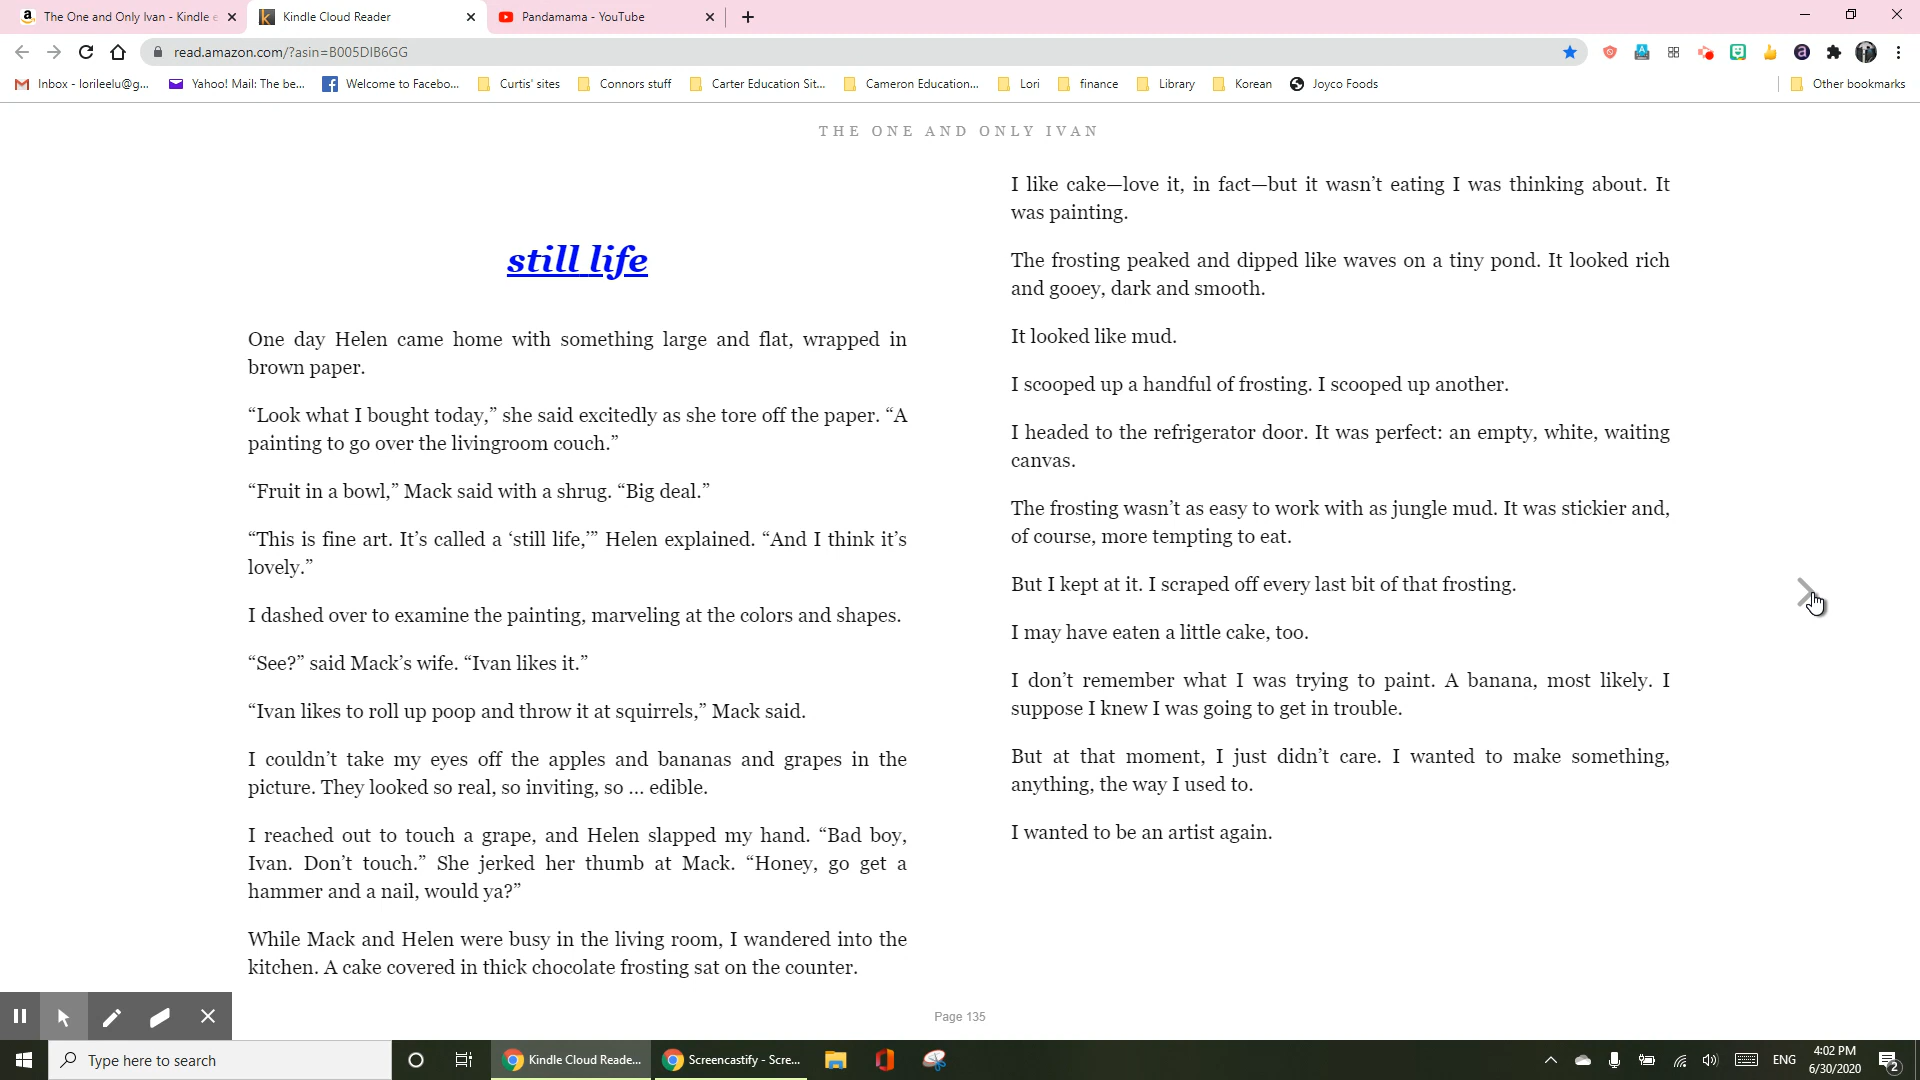 The One and Only Ivan - Kindle e
Kindle Cloud Reader
Pandamama - YouTube
read.amazon.com/?asin=B005DIB6GG
Inbox - lorileelu@g...
Yahoo! Mail: The be...
Welcome to Facebo...
Curtis' sites
Connors stuff
Carter Education Sit...
Cameron Education...
Lori
finance
Library
Korean
Joyco Foods
Other bookmarks
THE ONE AND ONLY IVAN
still life
One day Helen came home with something large and flat, wrapped in
brown paper.
“Look what I bought today,” she said excitedly as she tore off the paper. “A
painting to go over the livingroom couch.”
“Fruit in a bowl,” Mack said with a shrug. “Big deal.”
“This is fine art. It’s called a ‘still life,’” Helen explained. “And I think it’s
lovely.”
I dashed over to examine the painting, marveling at the colors and shapes.
“See?” said Mack’s wife. “Ivan likes it.”
“Ivan likes to roll up poop and throw it at squirrels,” Mack said.
I couldn’t take my eyes off the apples and bananas and grapes in the
picture. They looked so real, so inviting, so ... edible.
I reached out to touch a grape, and Helen slapped my hand. “Bad boy,
Ivan. Don’t touch.” She jerked her thumb at Mack. “Honey, go get a
hammer and a nail, would ya?”
While Mack and Helen were busy in the living room, I wandered into the
kitchen. A cake covered in thick chocolate frosting sat on the counter.
I like cake—love it, in fact—but it wasn’t eating I was thinking about. It
was painting.
The frosting peaked and dipped like waves on a tiny pond. It looked rich
and gooey, dark and smooth.
It looked like mud.
I scooped up a handful of frosting. I scooped up another.
I headed to the refrigerator door. It was perfect: an empty, white, waiting
canvas.
The frosting wasn’t as easy to work with as jungle mud. It was stickier and,
of course, more tempting to eat.
But I kept at it. I scraped off every last bit of that frosting.
I may have eaten a little cake, too.
I don’t remember what I was trying to paint. A banana, most likely. I
suppose I knew I was going to get in trouble.
But at that moment, I just didn’t care. I wanted to make something,
anything, the way I used to.
I wanted to be an artist again.
Page 135
Type here to search
Kindle Cloud Reade...
Screencastify - Scre...
ENG
4:02 PM
6/30/2020
2